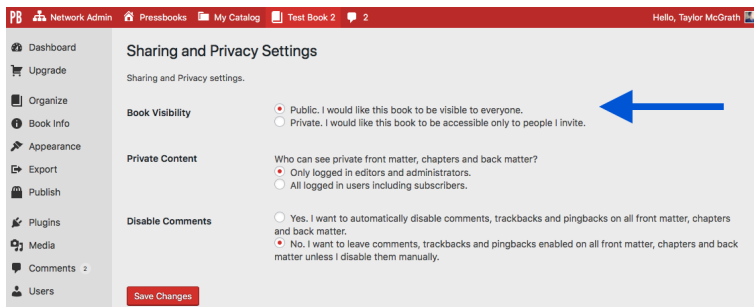 PB Network Admin Pressbooks My Catalog Test Book 2 2 Hello, Taylor McGrath
Dashboard
Upgrade
Organize
Book Info
Appearance
Export
Publish
Plugins
Media
Comments 2
Users
Sharing and Privacy Settings
Sharing and Privacy settings.
Book Visibility
Public. I would like this book to be visible to everyone.
Private. I would like this book to be accessible only to people I invite.
Private Content
Who can see private front matter, chapters and back matter?
Only logged in editors and administrators.
All logged in users including subscribers.
Disable Comments
Yes. I want to automatically disable comments, trackbacks and pingbacks on all front matter, chapters
and back matter.
No. I want to leave comments, trackbacks and pingbacks enabled on all front matter, chapters and back
matter unless I disable them manually.
Save Changes